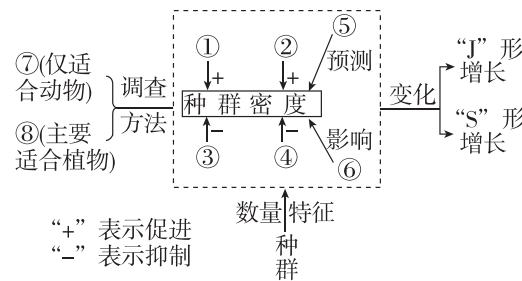 ①
②
⑤
预测
+
+
种群密度
−
−
③
④
影响
⑥
⑦(仅适
合动物)
⑧(主要
适合植物)
调查
方法
变化
“J”形
增长
“S”形
增长
数量特征
种
群
“+”表示促进
“−”表示抑制